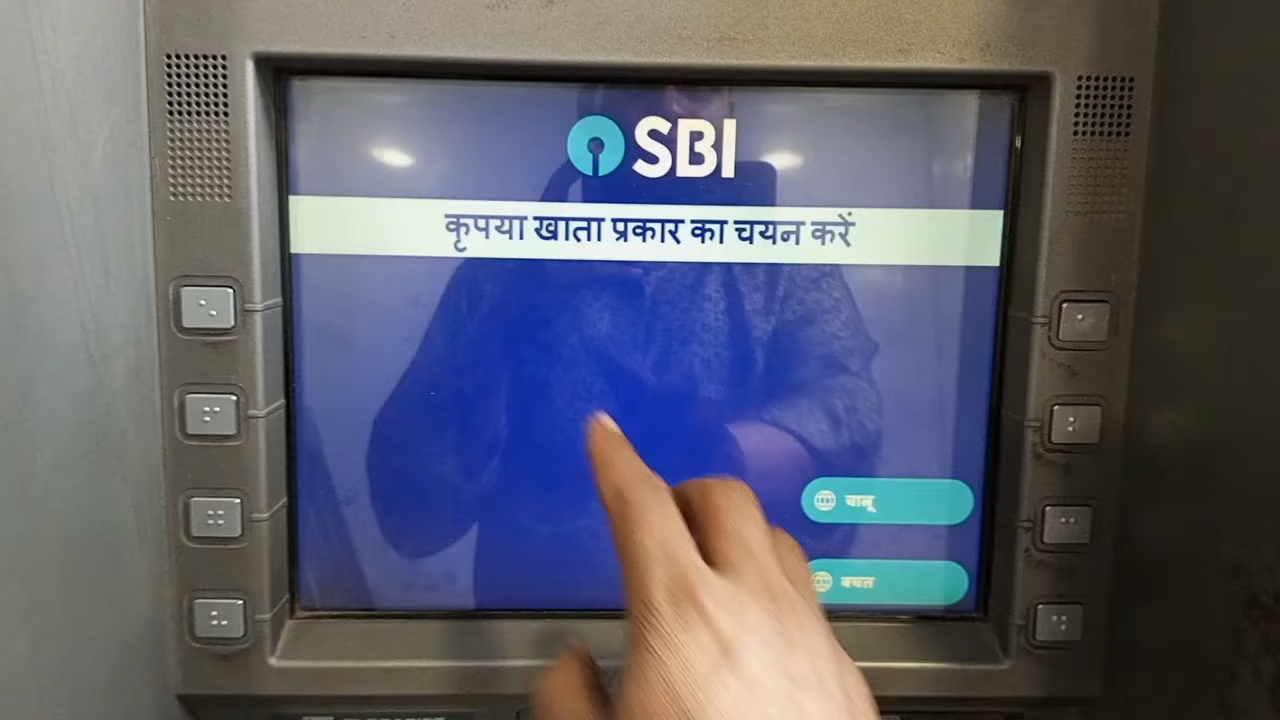 SBI
कृपया खाता प्रकार का चयन करें
चालू
बचत